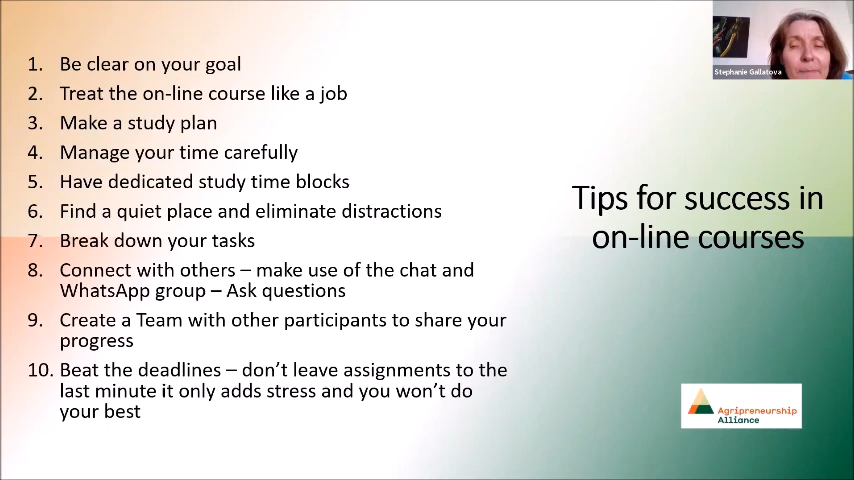 1. Be clear on your goal
2. Treat the on-line course like a job
3. Make a study plan
4. Manage your time carefully
5. Have dedicated study time blocks
6. Find a quiet place and eliminate distractions
7. Break down your tasks
8. Connect with others – make use of the chat and
WhatsApp group – Ask questions
9. Create a Team with other participants to share your
progress
10. Beat the deadlines – don’t leave assignments to the
last minute it only adds stress and you won’t do
your best
Tips for success in
on-line courses
Stephanie Gallatova
Agripreneurship
Alliance